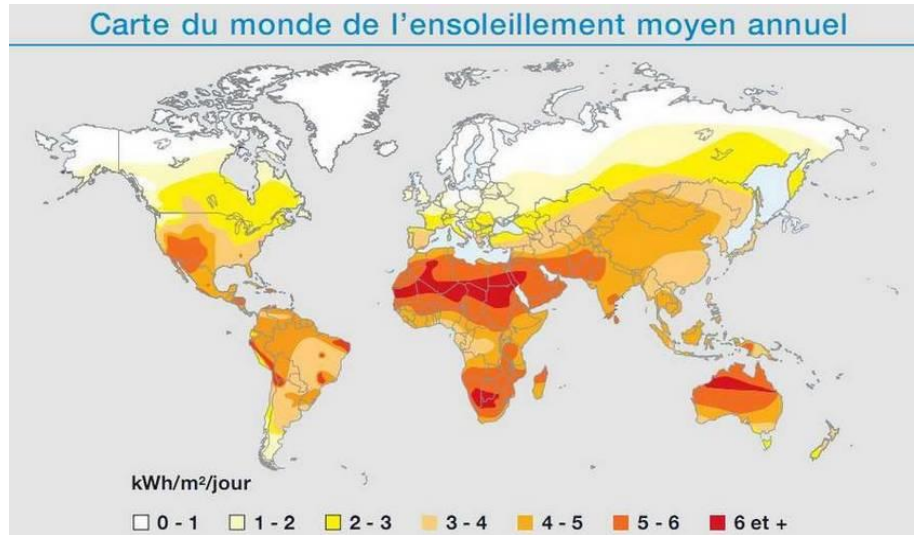 Carte du monde de l'ensoleillement moyen annuel
kWh/m²/jour
0 - 1 1 - 2 2 - 3 3 - 4 4 - 5 5 - 6 6 et +